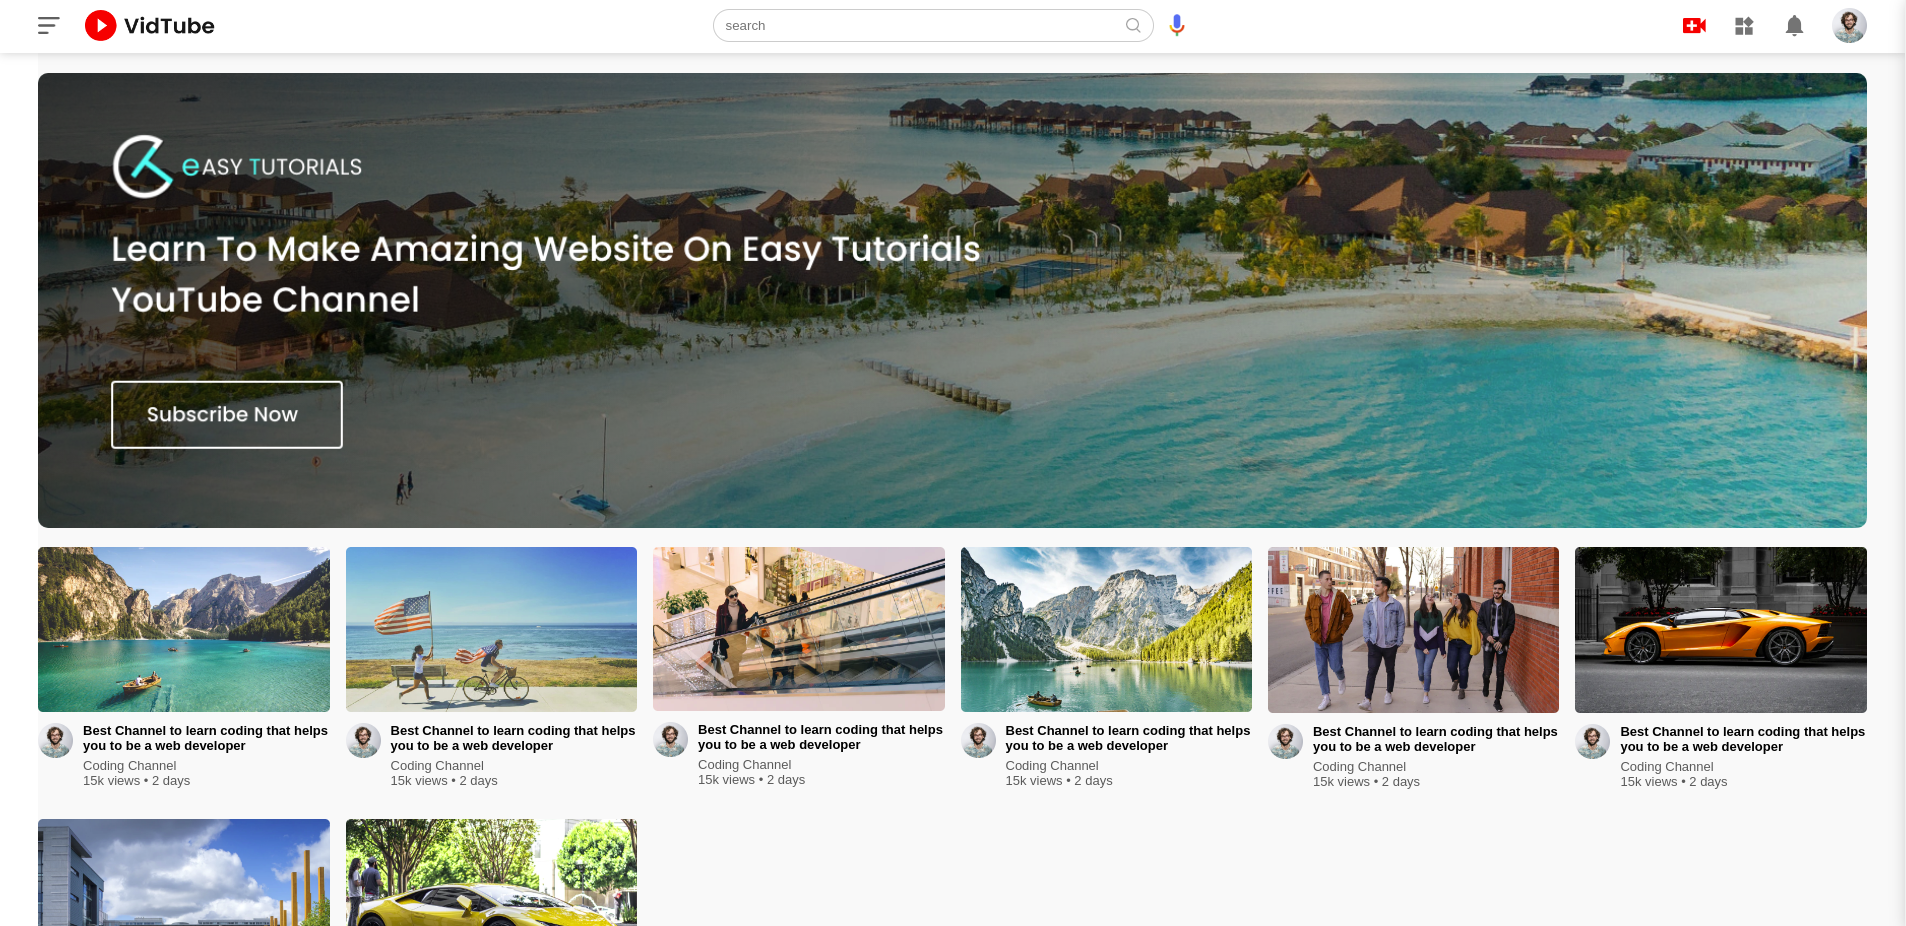 VidTube
search
eASY TUTORIALS
Learn To Make Amazing Website On Easy Tutorials
YouTube Channel
Subscribe Now
Best Channel to learn coding that helps
you to be a web developer
Coding Channel
15k views • 2 days
Best Channel to learn coding that helps
you to be a web developer
Coding Channel
15k views • 2 days
Best Channel to learn coding that helps
you to be a web developer
Coding Channel
15k views • 2 days
Best Channel to learn coding that helps
you to be a web developer
Coding Channel
15k views • 2 days
Best Channel to learn coding that helps
you to be a web developer
Coding Channel
15k views • 2 days
Best Channel to learn coding that helps
you to be a web developer
Coding Channel
15k views • 2 days